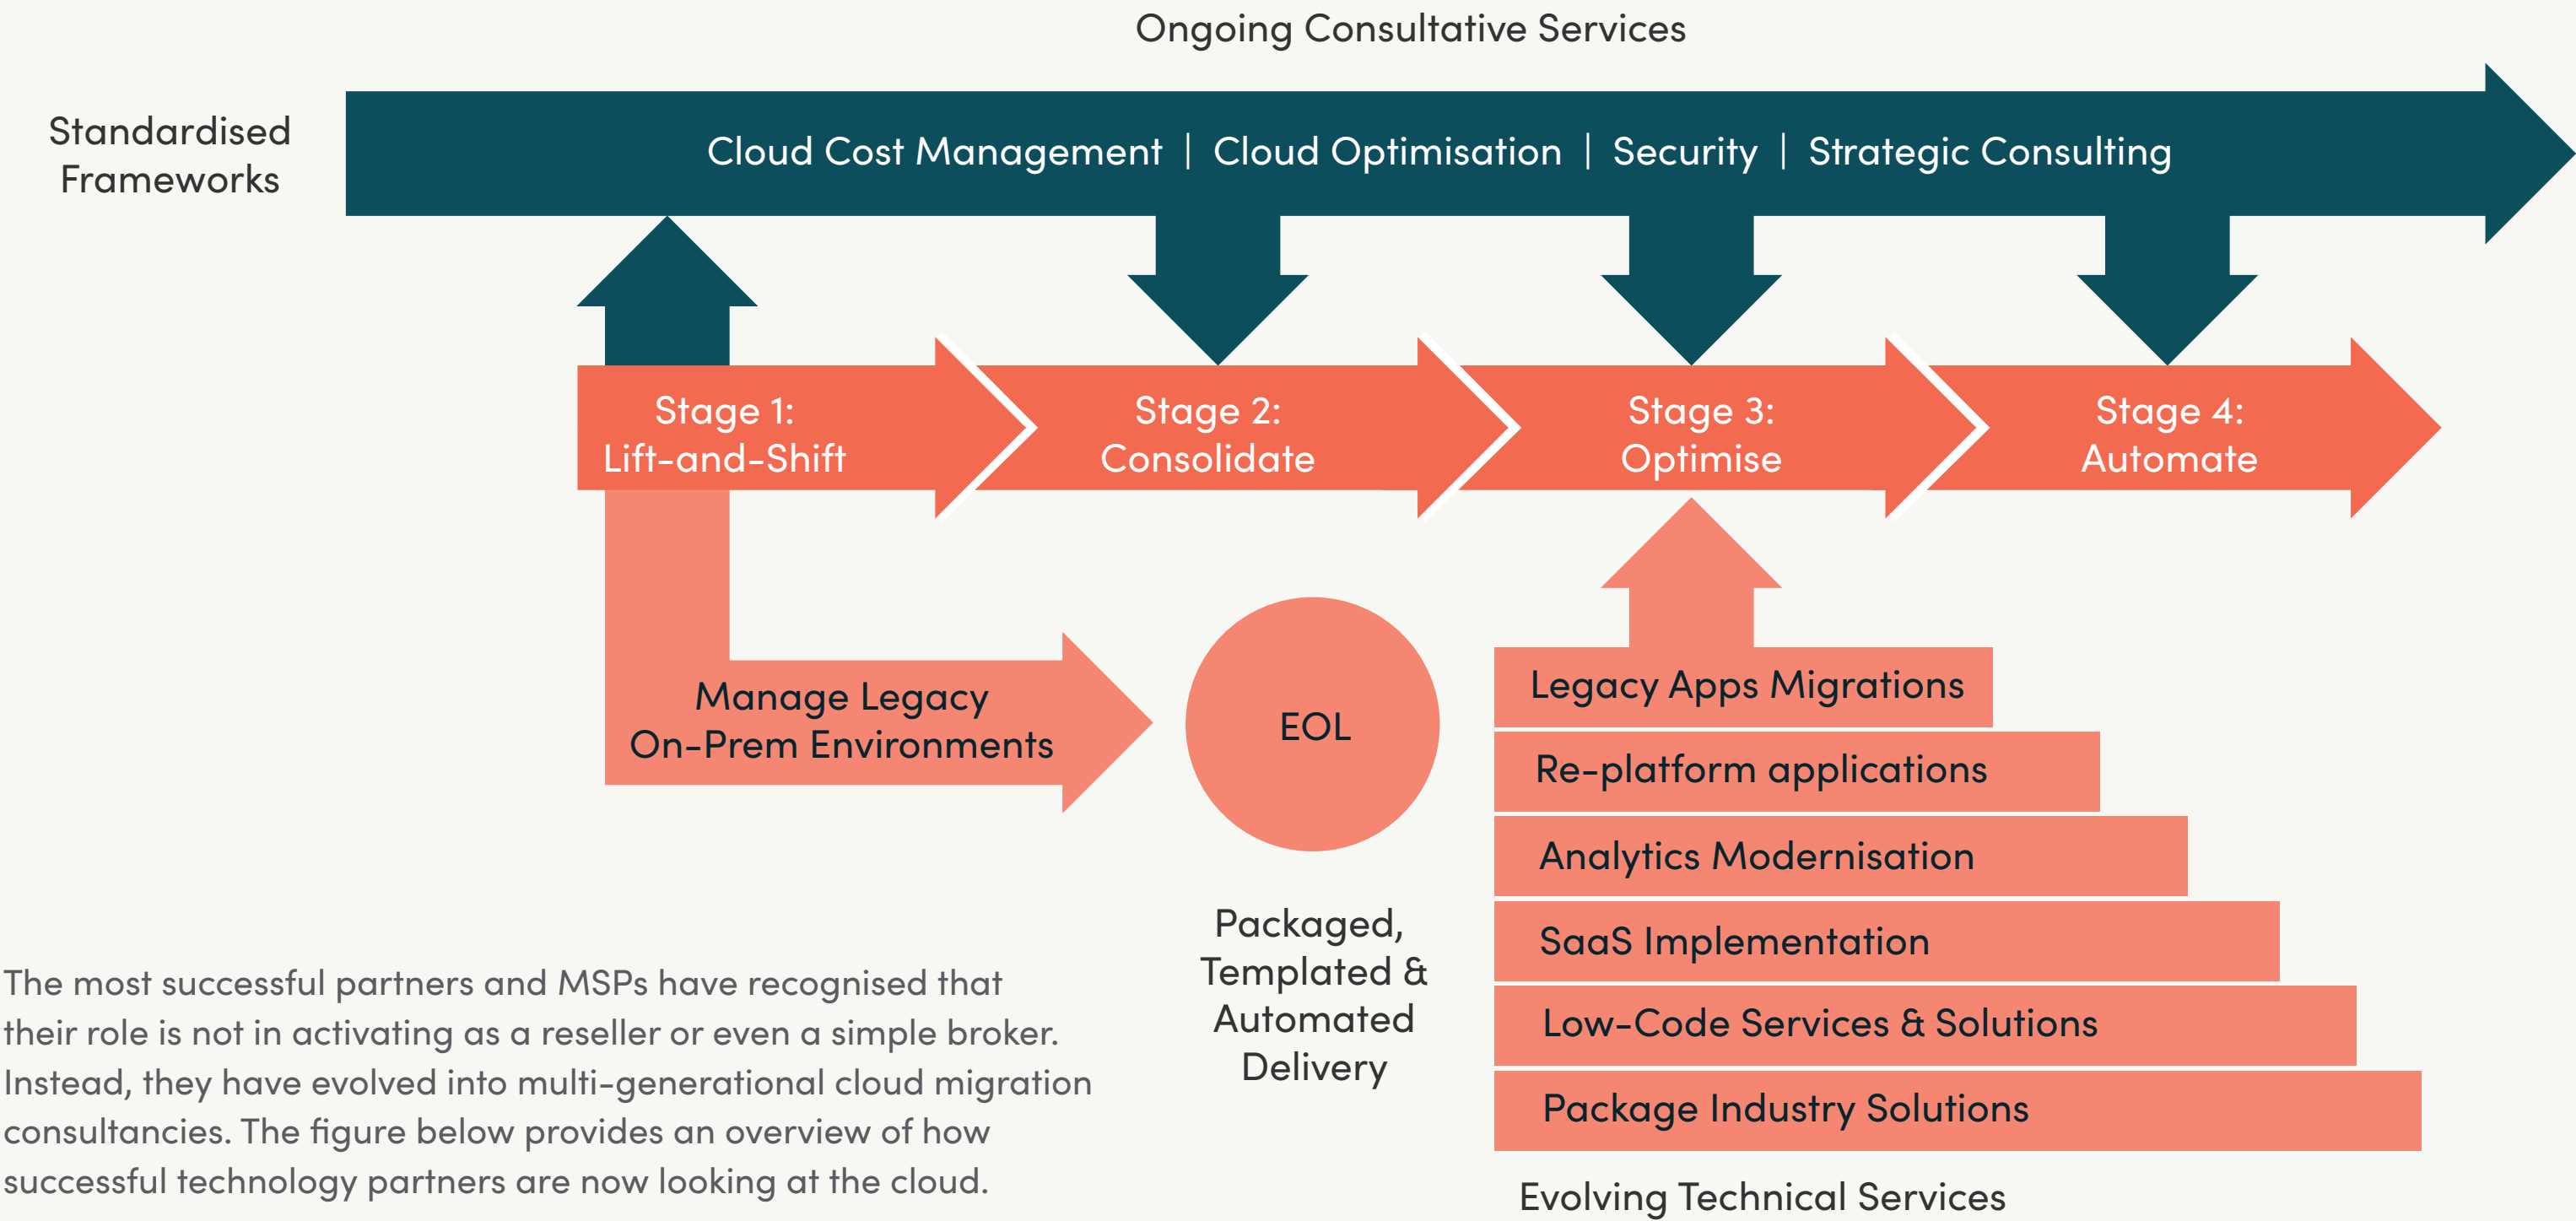 Ongoing Consultative Services
Standardised
Frameworks
Cloud Cost Management | Cloud Optimisation | Security | Strategic Consulting
Stage 1:
Lift-and-Shift
Stage 2:
Consolidate
Stage 3:
Optimise
Stage 4:
Automate
Manage Legacy
On-Prem Environments
EOL
Packaged,
Templated &
Automated
Delivery
Legacy Apps Migrations
Re-platform applications
Analytics Modernisation
SaaS Implementation
Low-Code Services & Solutions
Package Industry Solutions
Evolving Technical Services
The most successful partners and MSPs have recognised that
their role is not in activating as a reseller or even a simple broker.
Instead, they have evolved into multi-generational cloud migration
consultancies. The figure below provides an overview of how
successful technology partners are now looking at the cloud.